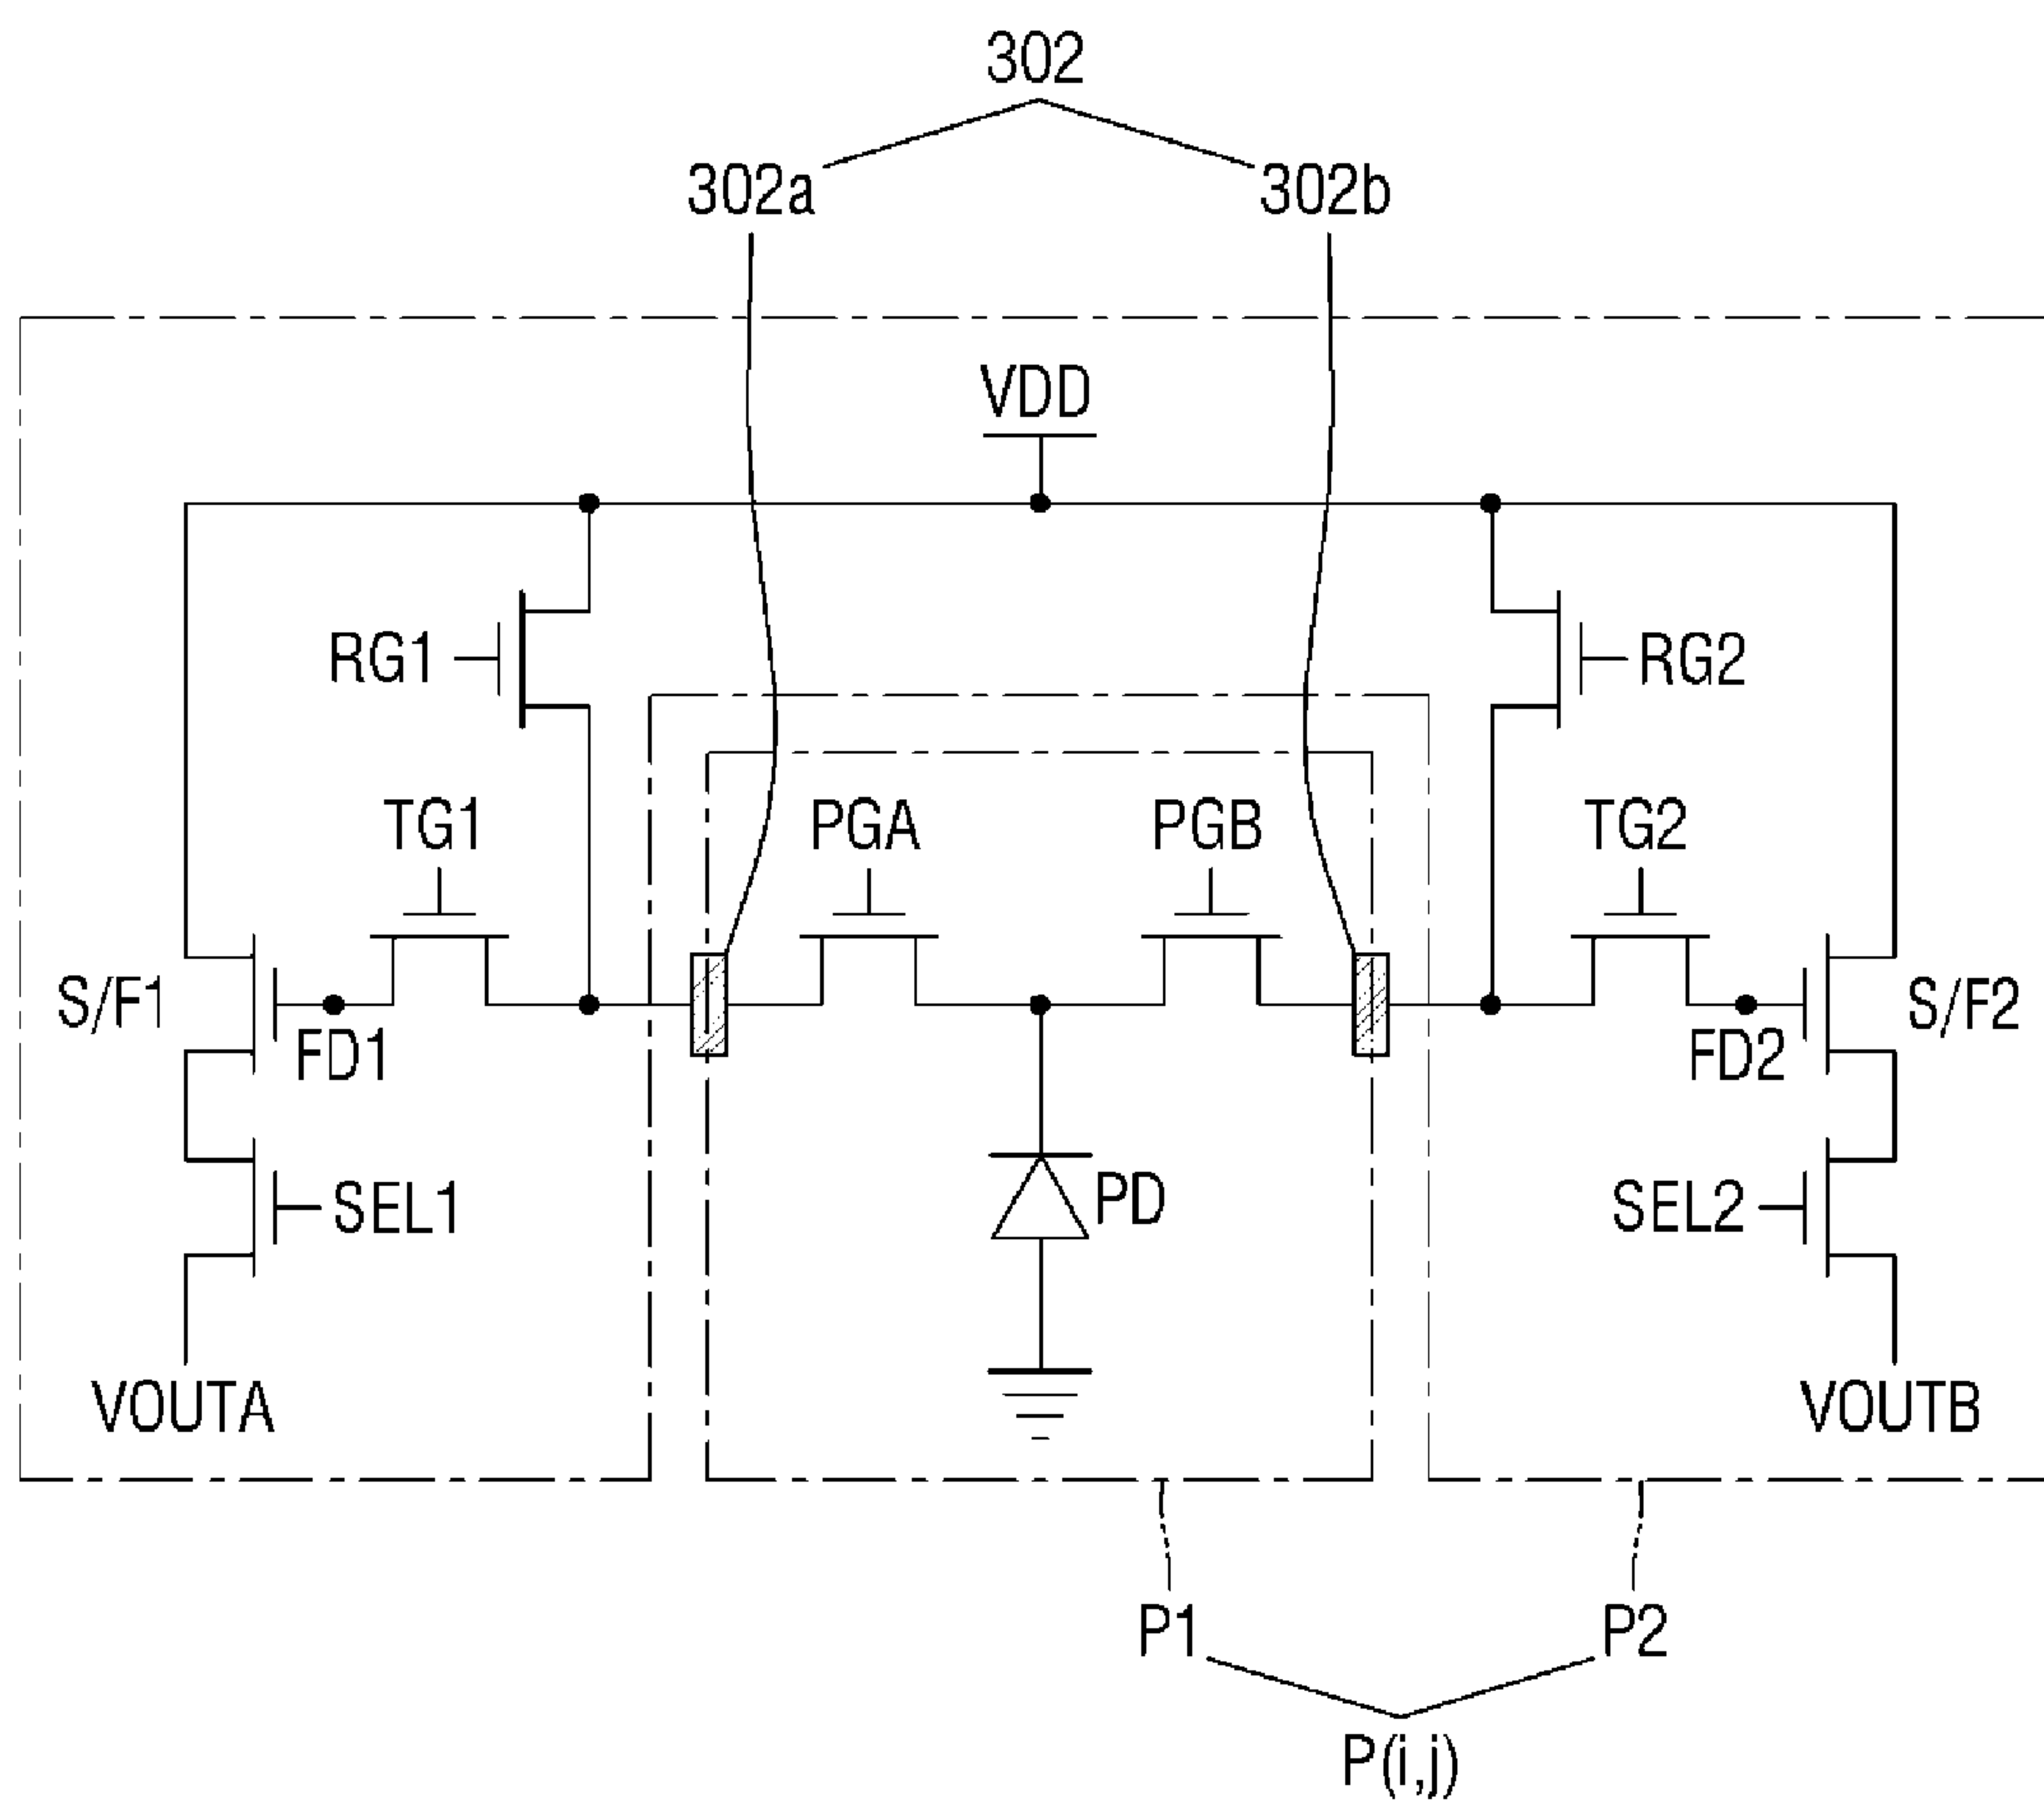 302
302a 302b
VDD
RG1 RG2
TG1 PGA PGB TG2
S/F1 S/F2
FD1 FD2
PD
SEL1 SEL2
VOUTA VOUTB
P1 P2
P(i,j)